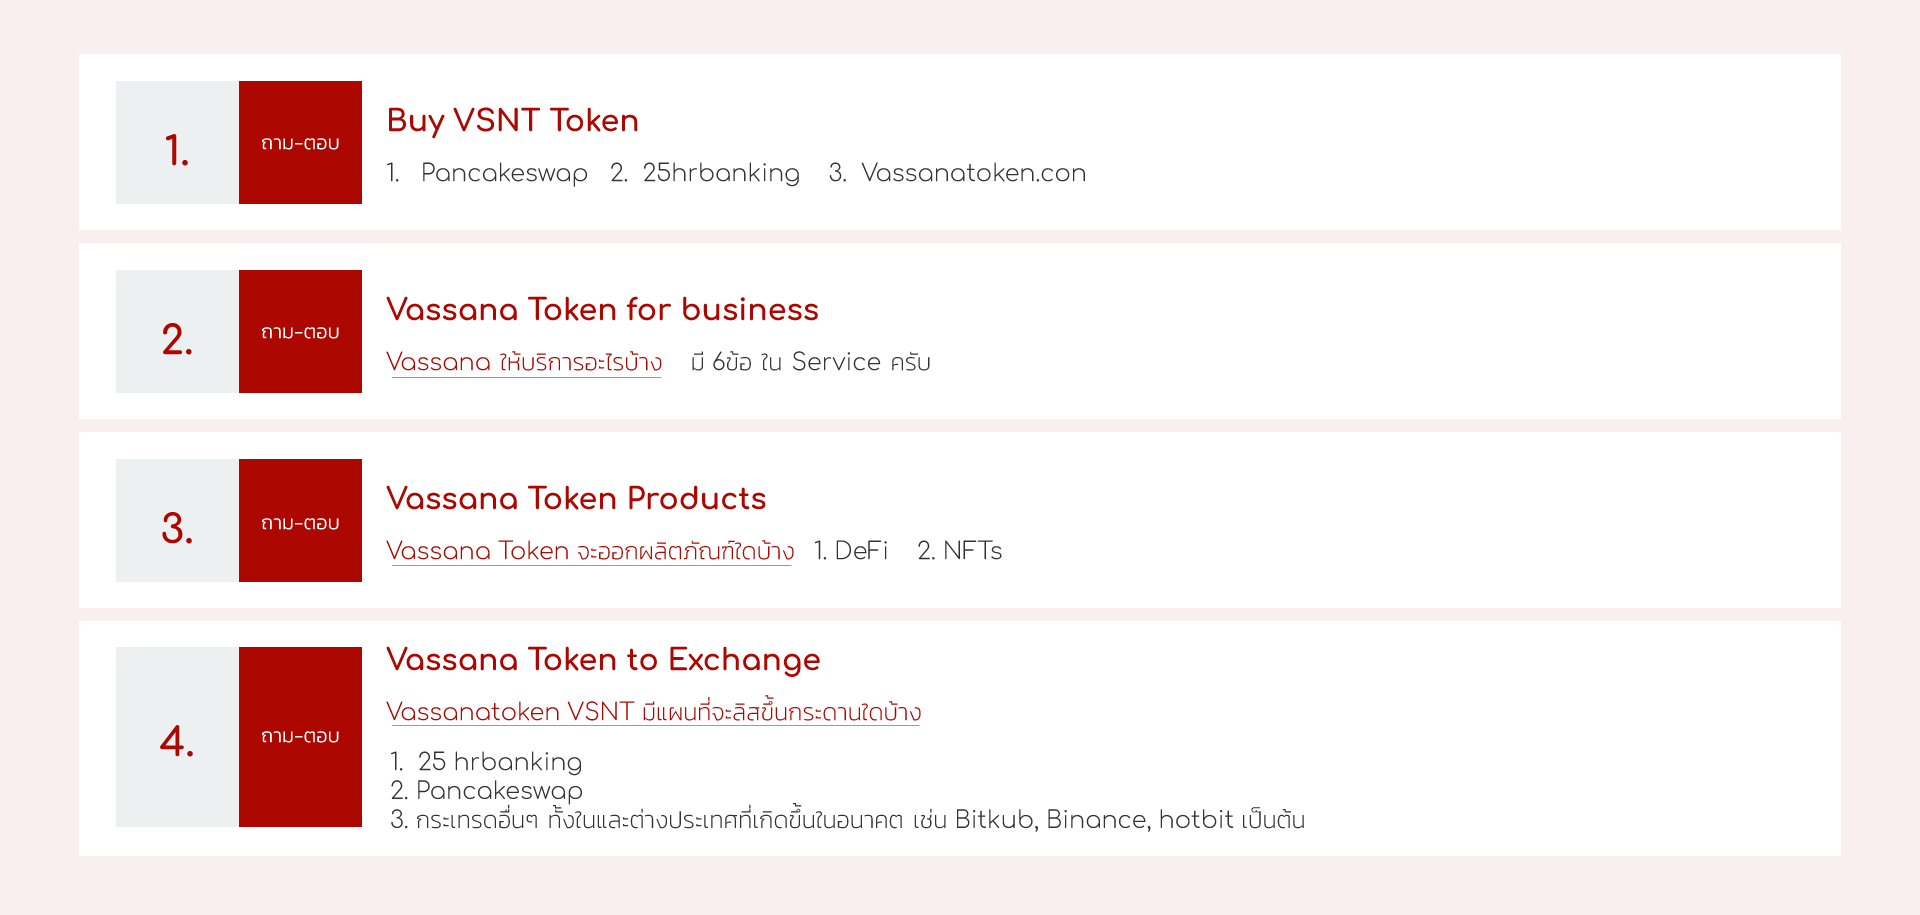 1.
ถาม-ตอบ
Buy VSNT Token
1. Pancakeswap 2. 25hrbanking 3. Vassanatoken.con
2.
ถาม-ตอบ
Vassana Token for business
Vassana ให้บริการอะไรบ้าง มี 6ข้อ ใน Service ครับ
3.
ถาม-ตอบ
Vassana Token Products
Vassana Token จะออกผลิตภัณฑ์ใดบ้าง 1. DeFi 2. NFTs
4.
ถาม-ตอบ
Vassana Token to Exchange
Vassanatoken VSNT มีแผนที่จะลิสขึ้นกระดานใดบ้าง
1. 25 hrbanking
2. Pancakeswap
3. กระเทรดอื่นๆ ทั้งในและต่างประเทศที่เกิดขึ้นในอนาคต เช่น Bitkub, Binance, hotbit เป็นต้น